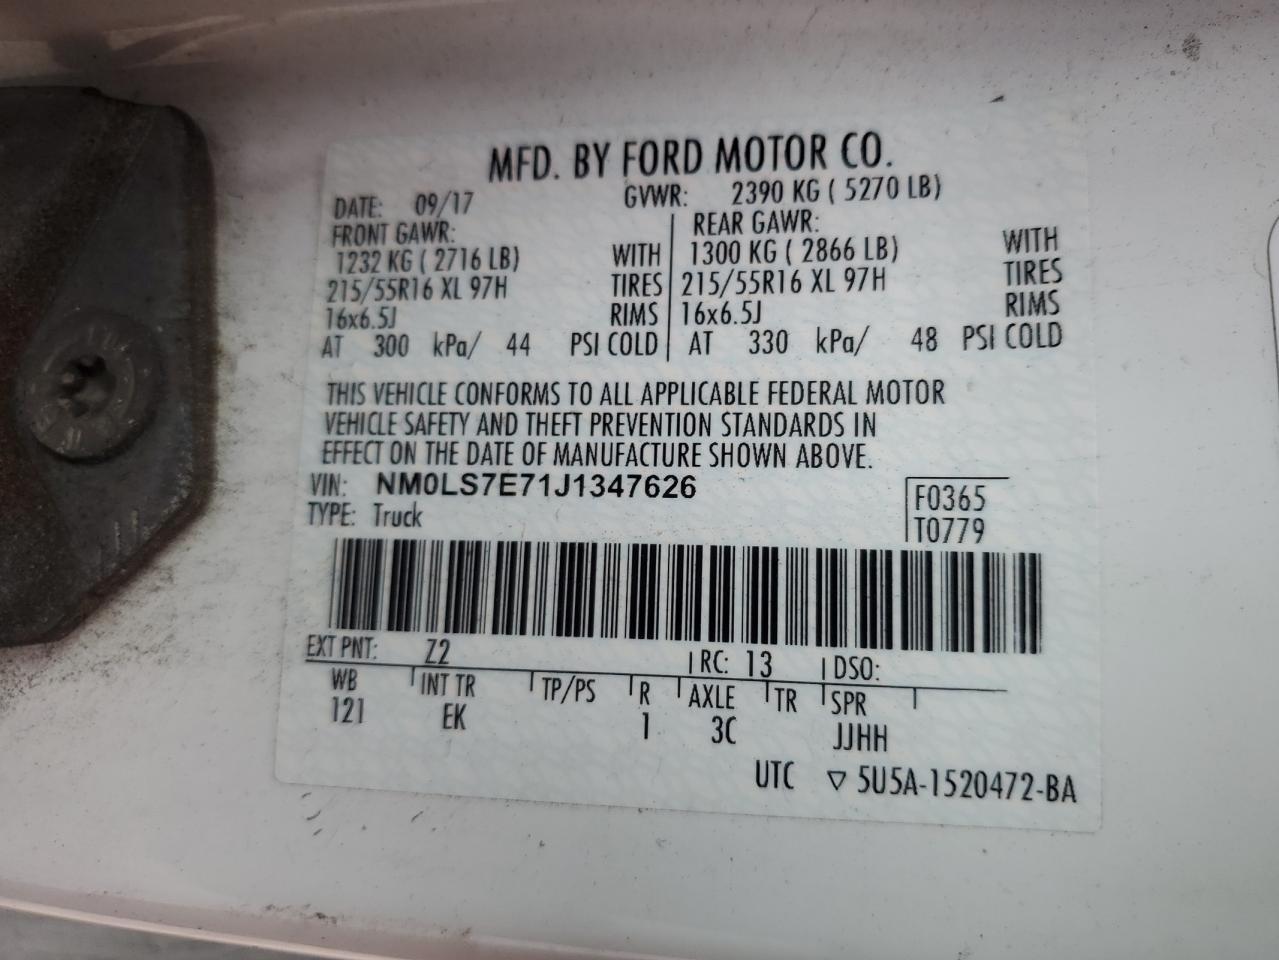 MFD. BY FORD MOTOR CO.
DATE: 09/17 GVWR: 2390 KG ( 5270 LB)
FRONT GAWR: REAR GAWR:
1232 KG ( 2716 LB) WITH 1300 KG ( 2866 LB) WITH
215/55R16 XL 97H TIRES 215/55R16 XL 97H TIRES
16x6.5J RIMS 16x6.5J RIMS
AT 300 kPa/ 44 PSI COLD AT 330 kPa/ 48 PSI COLD
THIS VEHICLE CONFORMS TO ALL APPLICABLE FEDERAL MOTOR
VEHICLE SAFETY AND THEFT PREVENTION STANDARDS IN
EFFECT ON THE DATE OF MANUFACTURE SHOWN ABOVE.
VIN: NM0LS7E71J1347626 F0365
TYPE: Truck T0779
EXT PNT: Z2 RC: 13 DSO:
WB INT TR TP/PS R AXLE TR SPR
121 EK 1 3C JJHH
UTC ▽ 5U5A-1520472-BA